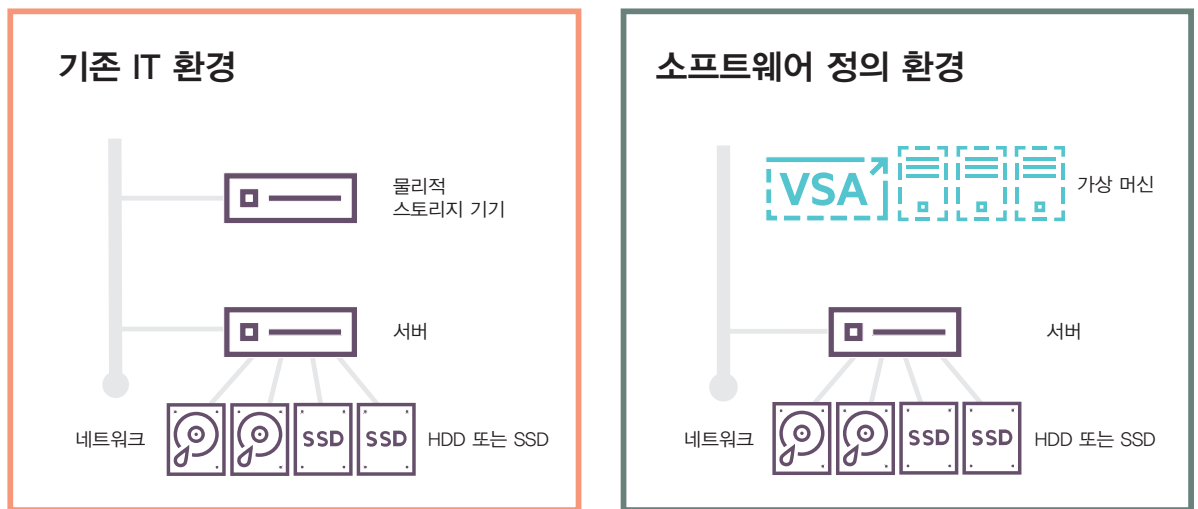 기존 IT 환경
물리적
스토리지 기기
서버
네트워크
SSD
SSD
HDD 또는 SSD
소프트웨어 정의 환경
VSA
가상 머신
서버
네트워크
SSD
SSD
HDD 또는 SSD